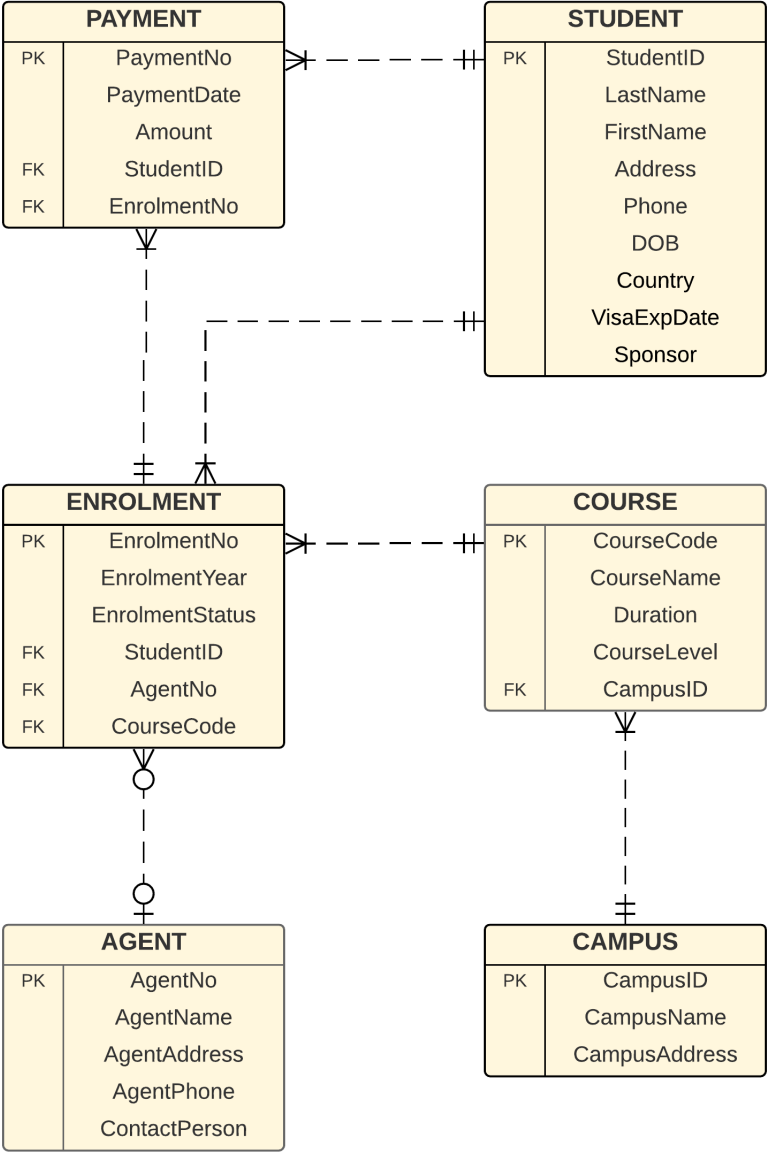 PAYMENT
PK PaymentNo
PaymentDate
Amount
FK StudentID
FK EnrolmentNo
STUDENT
PK StudentID
LastName
FirstName
Address
Phone
DOB
Country
VisaExpDate
Sponsor
ENROLMENT
PK EnrolmentNo
EnrolmentYear
EnrolmentStatus
FK StudentID
FK AgentNo
FK CourseCode
COURSE
PK CourseCode
CourseName
Duration
CourseLevel
FK CampusID
AGENT
PK AgentNo
AgentName
AgentAddress
AgentPhone
ContactPerson
CAMPUS
PK CampusID
CampusName
CampusAddress